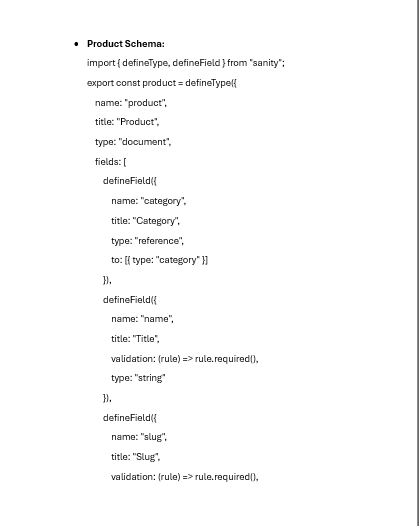 • Product Schema:
import { defineType, defineField } from "sanity";
export const product = defineType({
name: "product",
title: "Product",
type: "document",
fields: [
defineField({
name: "category",
title: "Category",
type: "reference",
to: [{ type: "category" }]
}),
defineField({
name: "name",
title: "Title",
validation: (rule) => rule.required(),
type: "string"
}),
defineField({
name: "slug",
title: "Slug",
validation: (rule) => rule.required(),